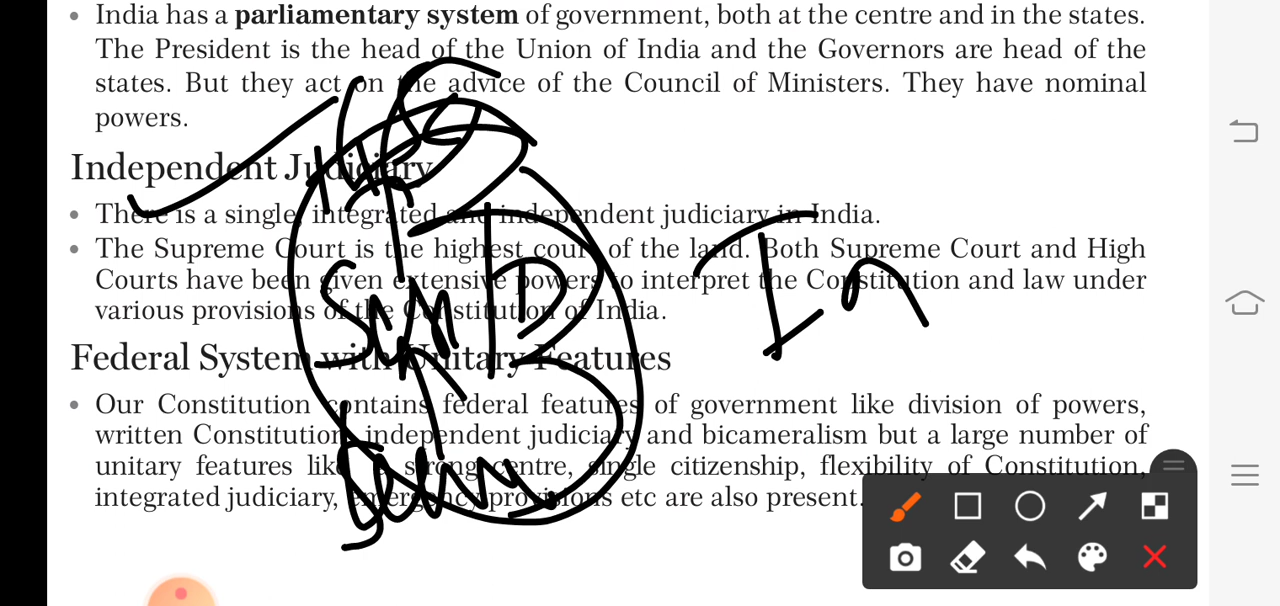 India has a parliamentary system of government, both at the centre and in the states.
The President is the head of the Union of India and the Governors are head of the
states. But they act on the advice of the Council of Ministers. They have nominal
powers.
Independent Judiciary
There is a single, integrated and independent judiciary in India.
The Supreme Court is the highest court of the land. Both Supreme Court and High
Courts have been given extensive powers to interpret the Constitution and law under
various provisions of the Constitution of India.
Federal System with Unitary Features
Our Constitution contains federal features of government like division of powers,
written Constitution, independent judiciary and bicameralism but a large number of
unitary features like a strong centre, single citizenship, flexibility of Constitution,
integrated judiciary, emergency provisions etc are also present.